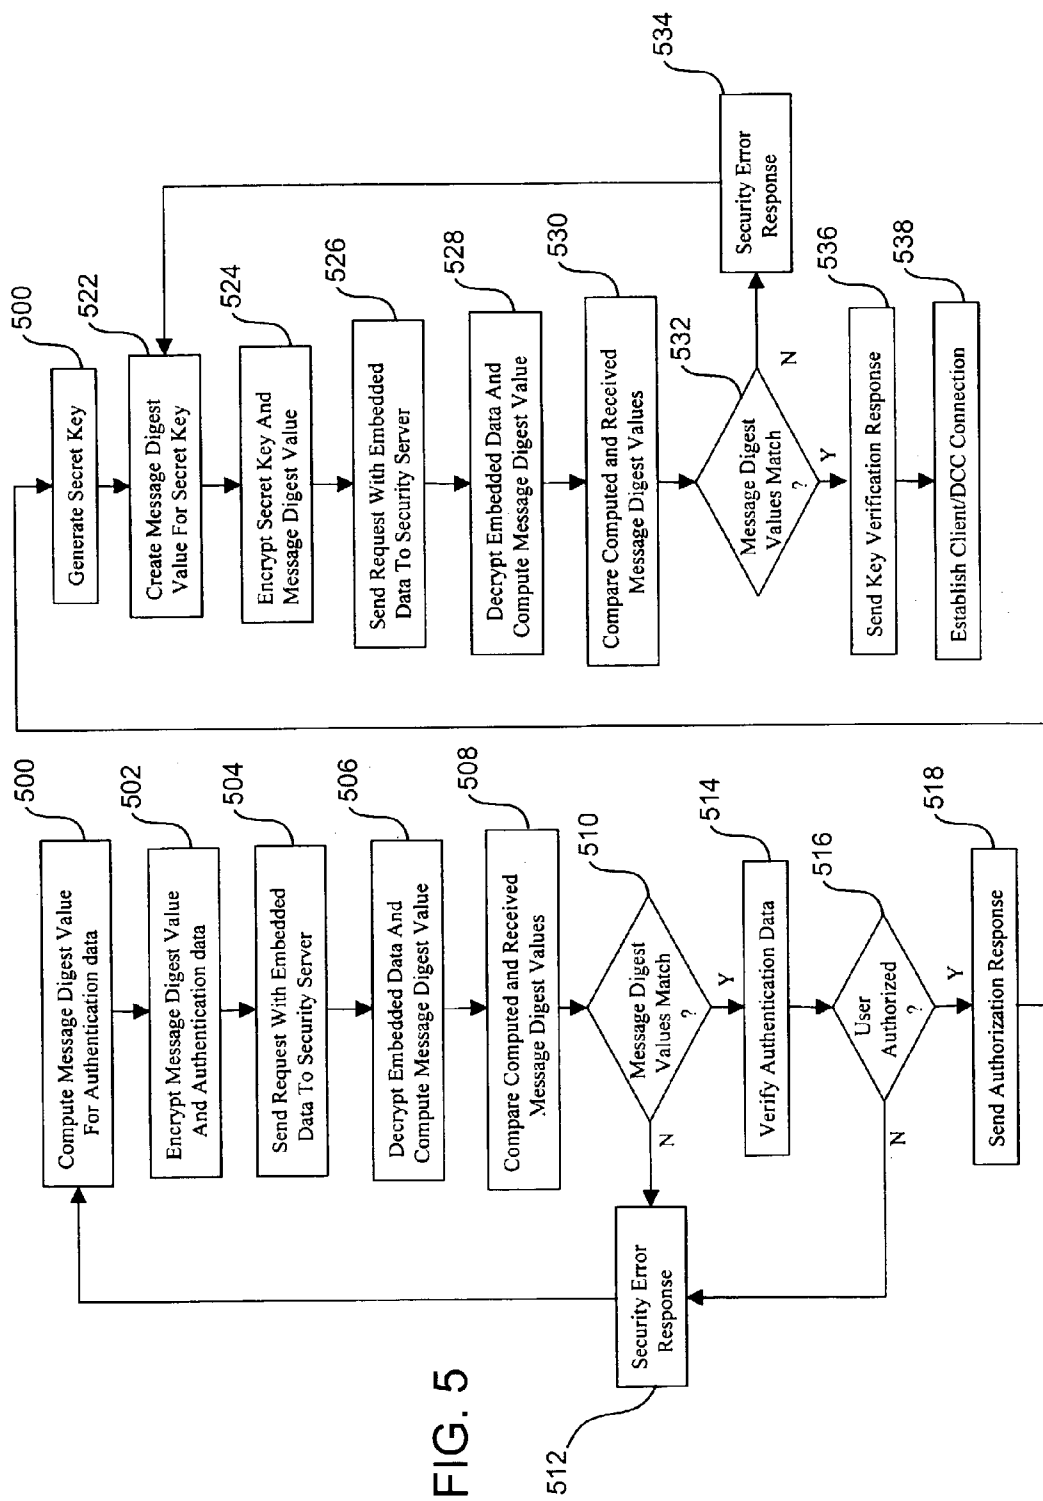 500
Compute Message Digest Value
For Authentication data
502
Encrypt Message Digest Value
And Authentication data
504
Send Request With Embedded
Data To Security Server
506
Decrypt Embedded Data And
Compute Message Digest Value
508
Compare Computed and Received
Message Digest Values
510
Message Digest
Values Match
?
N
Y
512
Security Error
Response
514
Verify Authentication Data
516
User
Authorized
?
N
Y
518
Send Authorization Response
500
Generate Secret Key
522
Create Message Digest
Value For Secret Key
524
Encrypt Secret Key And
Message Digest Value
526
Send Request With Embedded
Data To Security Server
528
Decrypt Embedded Data And
Compute Message Digest Value
530
Compare Computed and Received
Message Digest Values
532
Message Digest
Values Match
?
N
Y
534
Security Error
Response
536
Send Key Verification Response
538
Establish Client/DCC Connection
FIG. 5